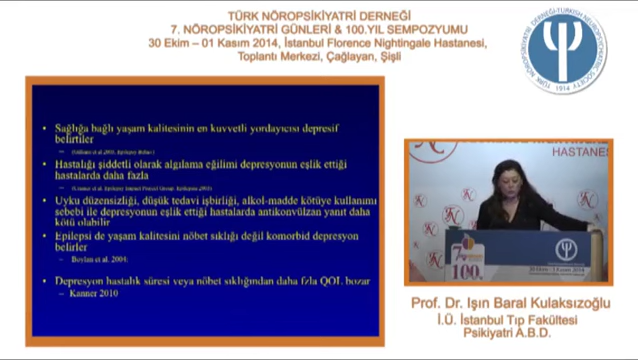 TÜRK NÖROPSİKİYATRİ DERNEĞİ
7. NÖROPSİKİYATRİ GÜNLERİ & 100.YIL SEMPOZYUMU
30 Ekim – 01 Kasım 2014, İstanbul Florence Nightingale Hastanesi,
Toplantı Merkezi, Çağlayan, Şişli
• Sağlığa bağlı yaşam kalitesinin en kuvvetli yordayıcısı depresif
belirtiler
• Hastalığı şiddetli olarak algılama eğilimi depresyonun eşlik ettiği
hastalarda daha fazla
• Uyku düzensizliği, düşük tedavi işbirliği, alkol-madde kötüye kullanımı
sebebi ile depresyonun eşlik ettiği hastalarda antikonvülzan yanıt daha
kötü olabilir
• Epilepsi de yaşam kalitesini nöbet sıklığı değil komorbid depresyon
belirler
– Boylan et al. 2004;
• Depresyon hastalık süresi veya nöbet sıklığından daha fzla QOL bozar
– Kanner 2010
HASTANE
100.
Prof. Dr. Işın Baral Kulaksızoğlu
İ.Ü. İstanbul Tıp Fakültesi
Psikiyatri A.B.D.